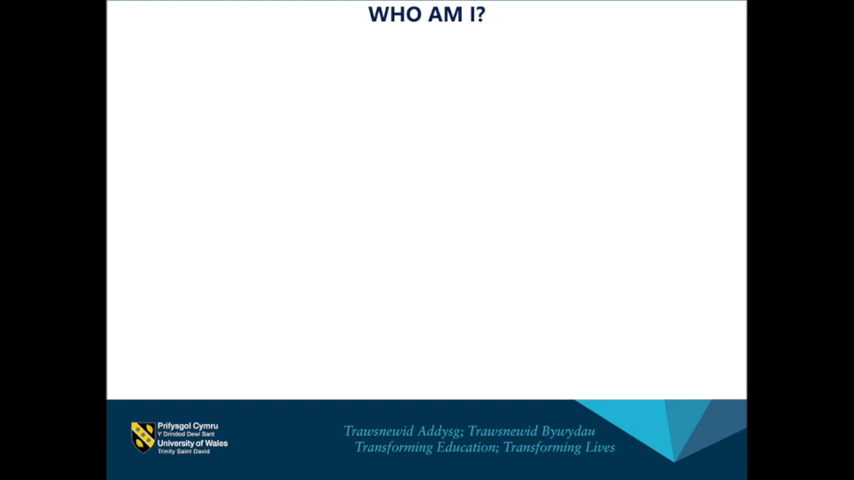 WHO AM I?
Prifysgol Cymru
Y Drindod Dewi Sant
University of Wales
Trinity Saint David
Trawsnewid Addysg; Trawsnewid Bywydau
Transforming Education; Transforming Lives